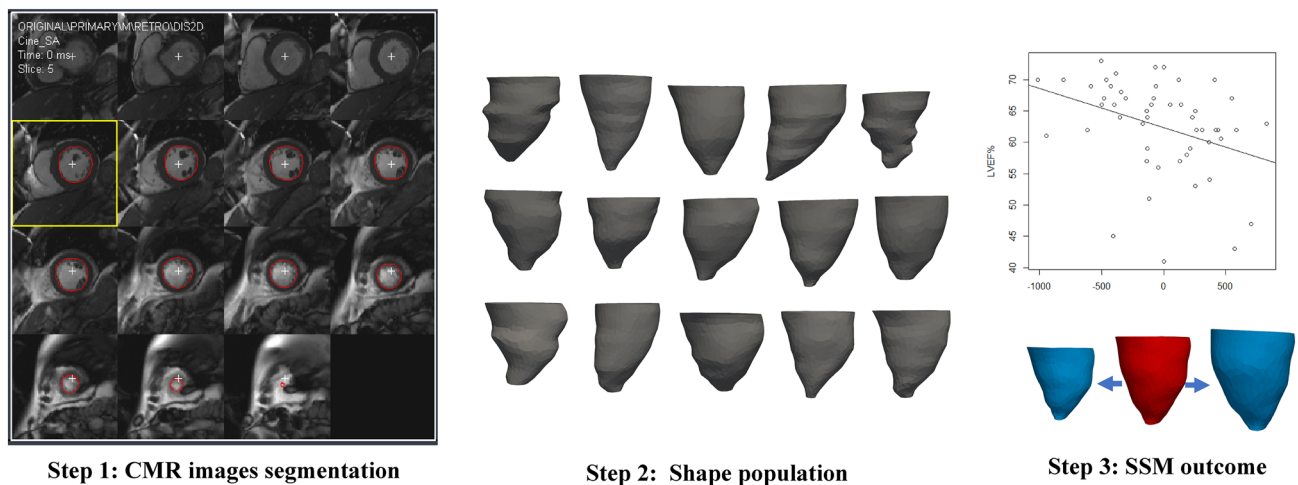 ORIGINAL\PRIMARY\M\RETRO\DIS2D
Cine_SA
Time: 0 ms
Slice: 5
Step 1: CMR images segmentation
Step 2: Shape population
LVEF%
70
65
60
55
50
45
40
-1000
-500
0
500
Step 3: SSM outcome